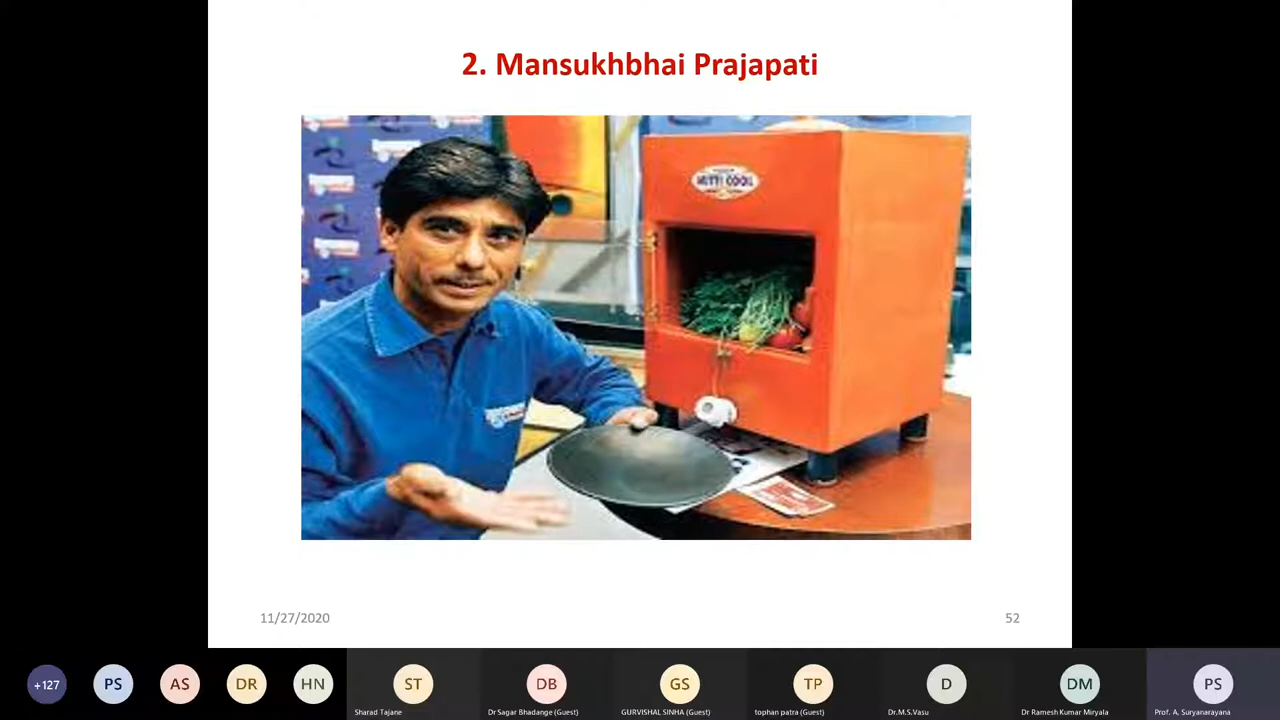 2. Mansukhbhai Prajapati
MITTI COOL
11/27/2020
52
+127
PS
AS
DR
HN
ST
DB
GS
TP
D
DM
PS
Sharad Tajane
Dr Sagar Bhadange (Guest)
GURVISHAL SINHA (Guest)
tophan patra (Guest)
Dr.M.S.Vasu
Dr Ramesh Kumar Miryala
Prof. A. Suryanarayana